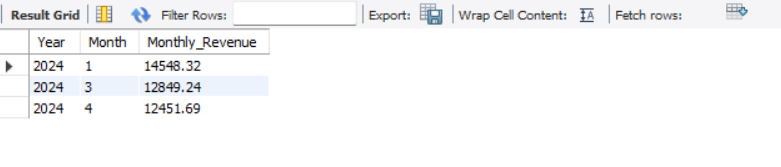 Result Grid Filter Rows: Export: Wrap Cell Content: IA Fetch rows:
Year Month Monthly_Revenue
2024 1 14548.32
2024 3 12849.24
2024 4 12451.69